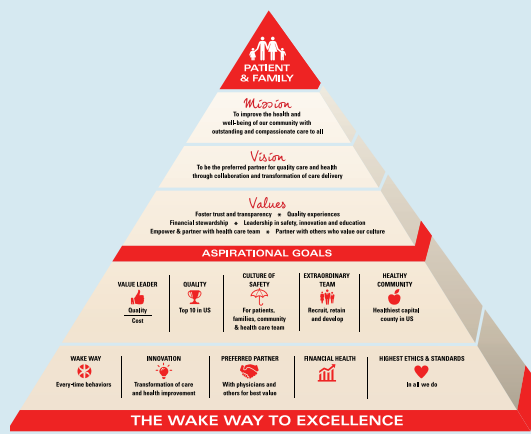 PATIENT
& FAMILY
Mission
To improve the health and
well-being of our community with
outstanding and compassionate care to all
Vision
To be the preferred partner for quality care and health
through collaboration and transformation of care delivery
Values
Foster trust and transparency • Quality experiences
Financial stewardship • Leadership in safety, innovation and education
Empower & partner with health care team • Partner with others who value our culture
ASPIRATIONAL GOALS
VALUE LEADER
Quality
Cost
QUALITY
Top 10 in US
CULTURE OF
SAFETY
For patients,
families, community
& health care team
EXTRAORDINARY
TEAM
Recruit, retain
and develop
HEALTHY
COMMUNITY
Healthiest capital
county in US
WAKE WAY
Every-time behaviors
INNOVATION
Transformation of care
and health improvement
PREFERRED PARTNER
With physicians and
others for best value
FINANCIAL HEALTH
HIGHEST ETHICS & STANDARDS
In all we do
THE WAKE WAY TO EXCELLENCE